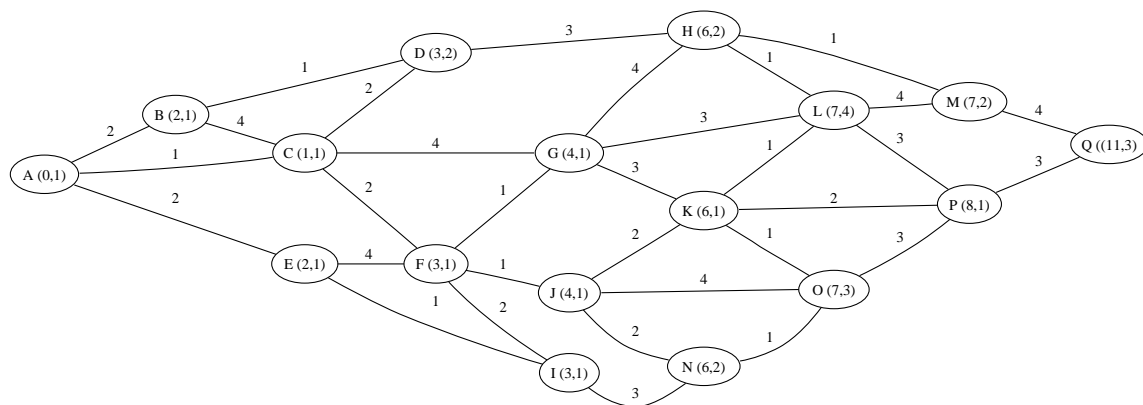 3
H (6,2)
1
D (3,2)
1
4
1
M (7,2)
4
2
L (7,4)
4
B (2,1)
4
3
3
Q ((11,3)
2
1
C (1,1)
4
G (4,1)
1
3
A (0,1)
3
2
2
1
K (6,1)
2
P (8,1)
2
1
3
E (2,1)
4
F (3,1)
1
J (4,1)
4
O (7,3)
1
2
2
1
N (6,2)
I (3,1)
3